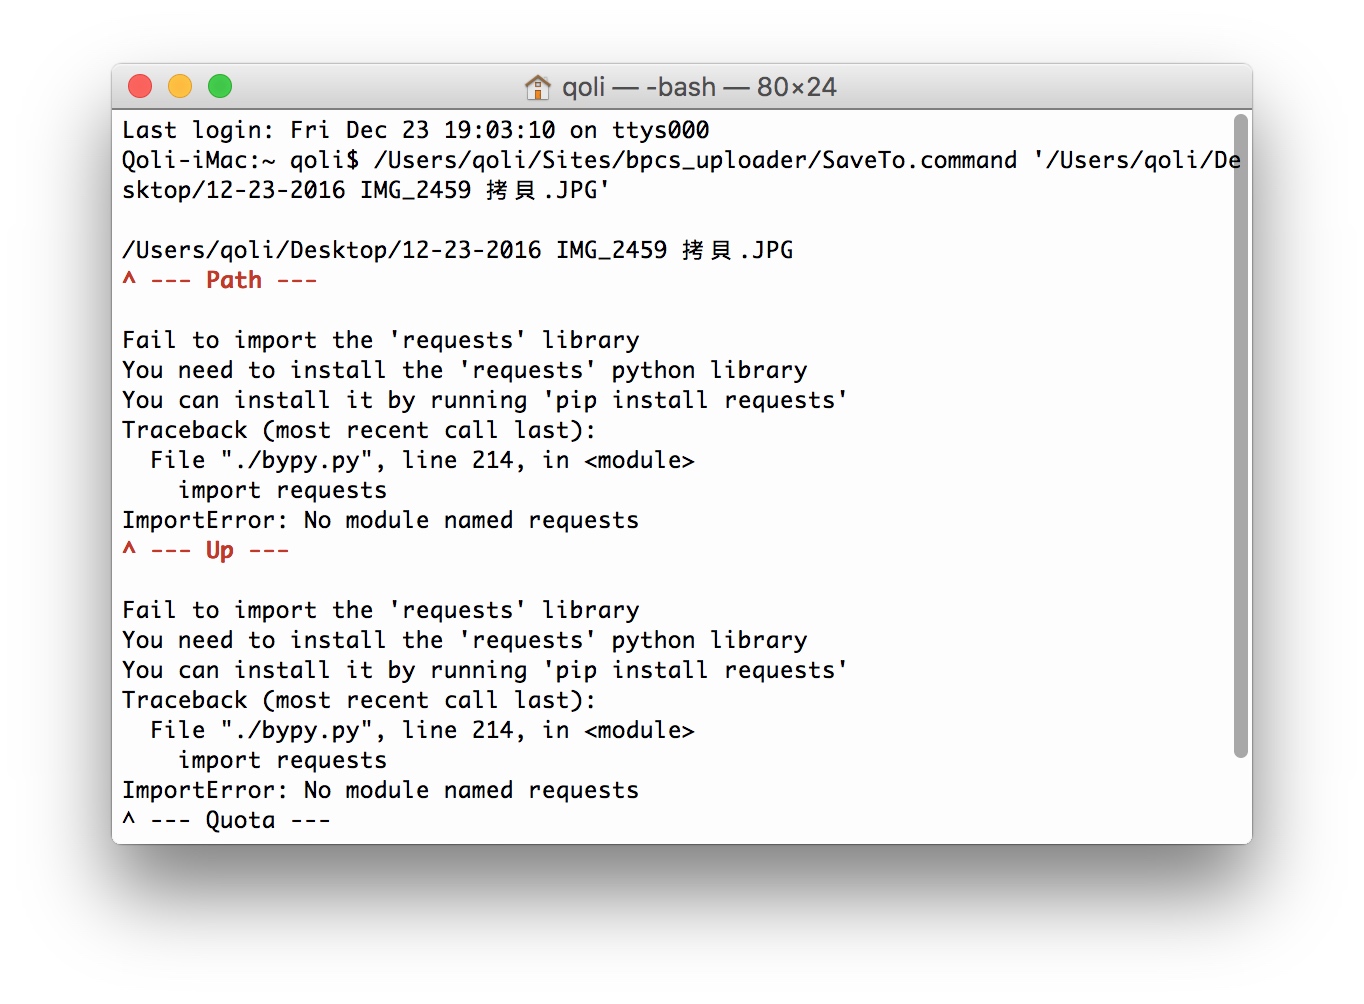 qoli — -bash — 80×24
Last login: Fri Dec 23 19:03:10 on ttys000
Qoli-iMac:~ qoli$ /Users/qoli/Sites/bpcs_uploader/SaveTo.command '/Users/qoli/De
sktop/12-23-2016 IMG_2459 拷貝.JPG'
/Users/qoli/Desktop/12-23-2016 IMG_2459 拷貝.JPG
^ --- Path ---
Fail to import the 'requests' library
You need to install the 'requests' python library
You can install it by running 'pip install requests'
Traceback (most recent call last):
  File "./bypy.py", line 214, in <module>
    import requests
ImportError: No module named requests
^ --- Up ---
Fail to import the 'requests' library
You need to install the 'requests' python library
You can install it by running 'pip install requests'
Traceback (most recent call last):
  File "./bypy.py", line 214, in <module>
    import requests
ImportError: No module named requests
^ --- Quota ---